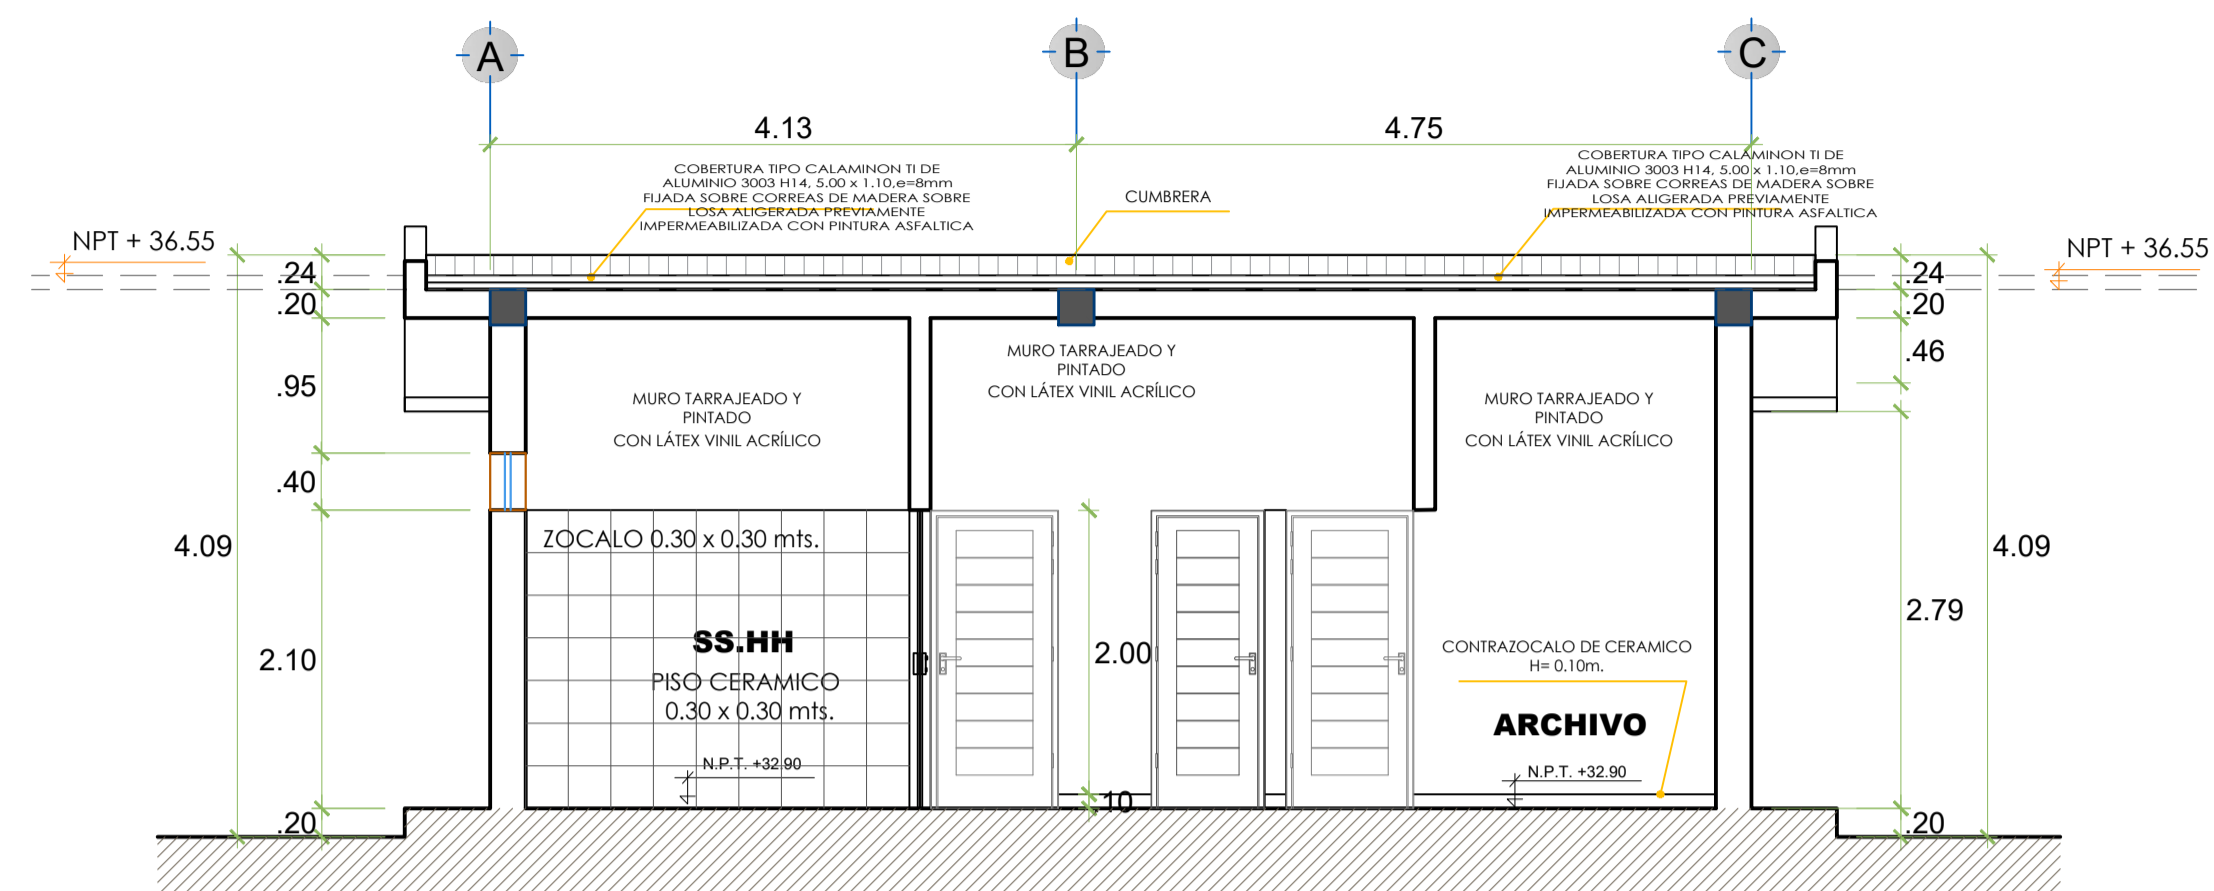 A
B
C
4.13
4.75
COBERTURA TIPO CALAMINON TI DE
ALUMINIO 3003 H14, 5.00 x 1.10,e=8mm
FIJADA SOBRE CORREAS DE MADERA SOBRE
LOSA ALIGERADA PREVIAMENTE
IMPERMEABILIZADA CON PINTURA ASFALTICA
CUMBRERA
COBERTURA TIPO CALAMINON TI DE
ALUMINIO 3003 H14, 5.00 x 1.10,e=8mm
FIJADA SOBRE CORREAS DE MADERA SOBRE
LOSA ALIGERADA PREVIAMENTE
IMPERMEABILIZADA CON PINTURA ASFALTICA
NPT + 36.55
NPT + 36.55
.24
.20
.95
.40
4.09
2.10
.20
MURO TARRAJEADO Y
PINTADO
CON LÁTEX VINIL ACRÍLICO
MURO TARRAJEADO Y
PINTADO
CON LÁTEX VINIL ACRÍLICO
MURO TARRAJEADO Y
PINTADO
CON LÁTEX VINIL ACRÍLICO
ZOCALO 0.30 x 0.30 mts.
SS.HH
PISO CERAMICO
0.30 x 0.30 mts.
N.P.T. +32.90
2.00
.10
CONTRAZOCALO DE CERAMICO
H= 0.10m.
ARCHIVO
N.P.T. +32.90
.24
.20
.46
4.09
2.79
.20